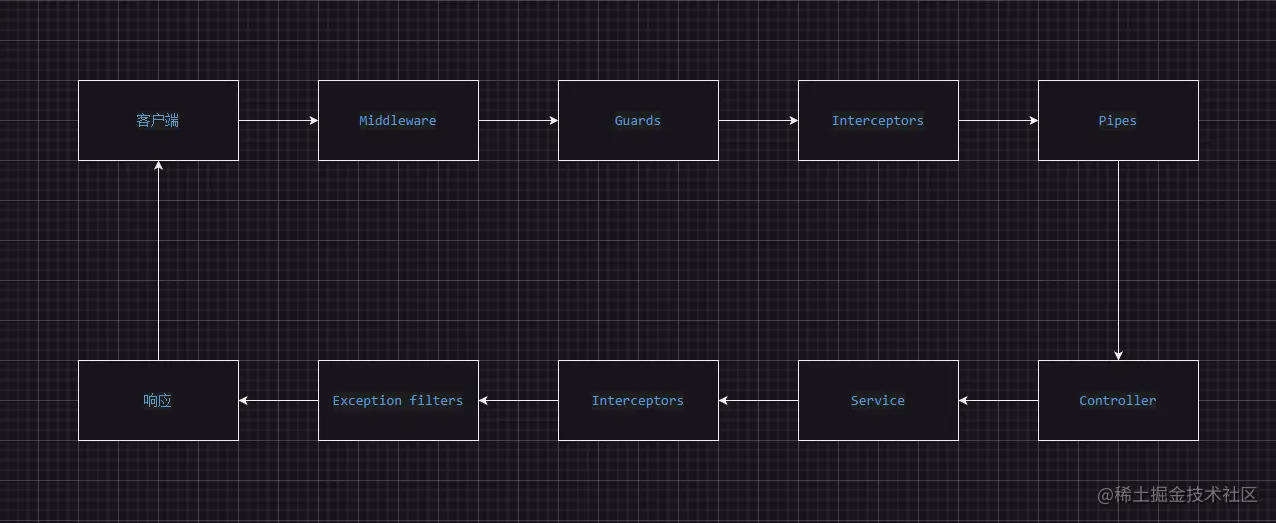 客户端
Middleware
Guards
Interceptors
Pipes
响应
Exception filters
Interceptors
Service
Controller
@稀土掘金技术社区